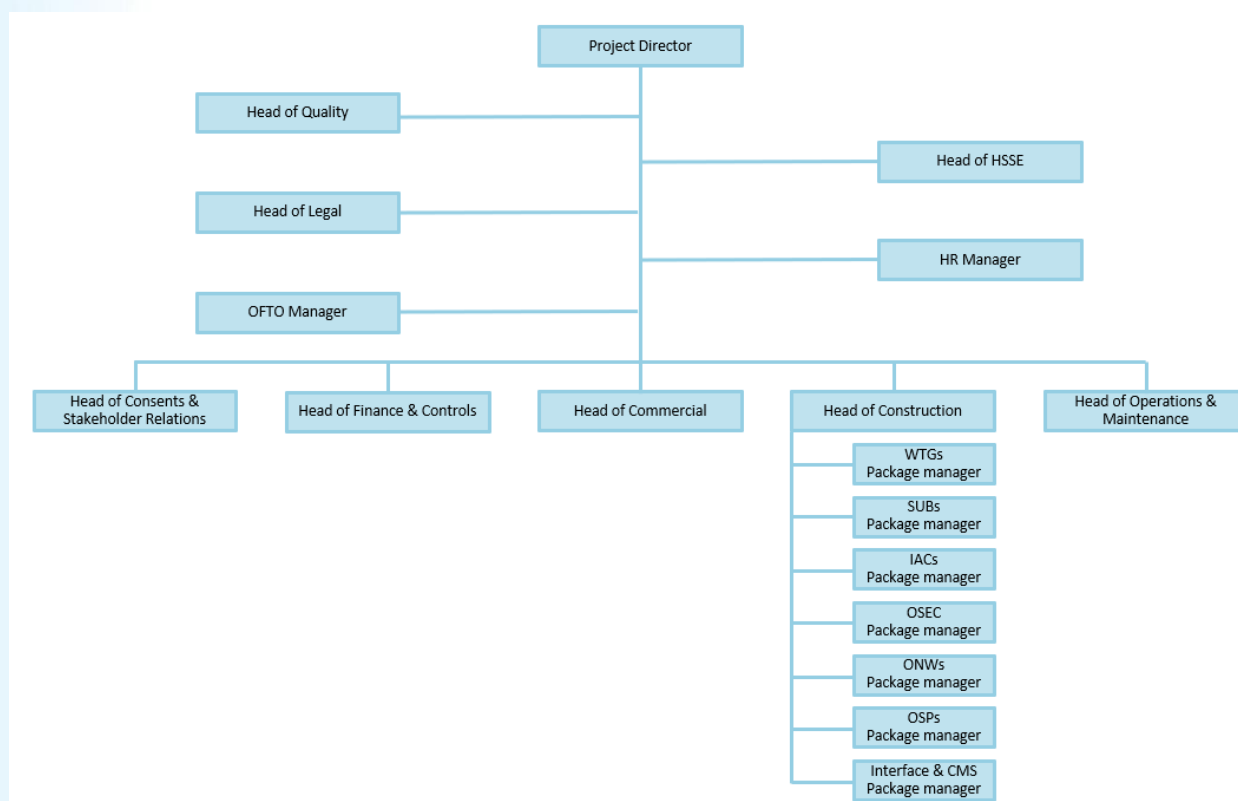 Project Director
Head of Quality
Head of HSSE
Head of Legal
HR Manager
OFTO Manager
Head of Consents &
Stakeholder Relations
Head of Finance & Controls
Head of Commercial
Head of Construction
Head of Operations &
Maintenance
WTGs
Package manager
SUBs
Package manager
IACs
Package manager
OSEC
Package manager
ONWs
Package manager
OSPs
Package manager
Interface & CMS
Package manager